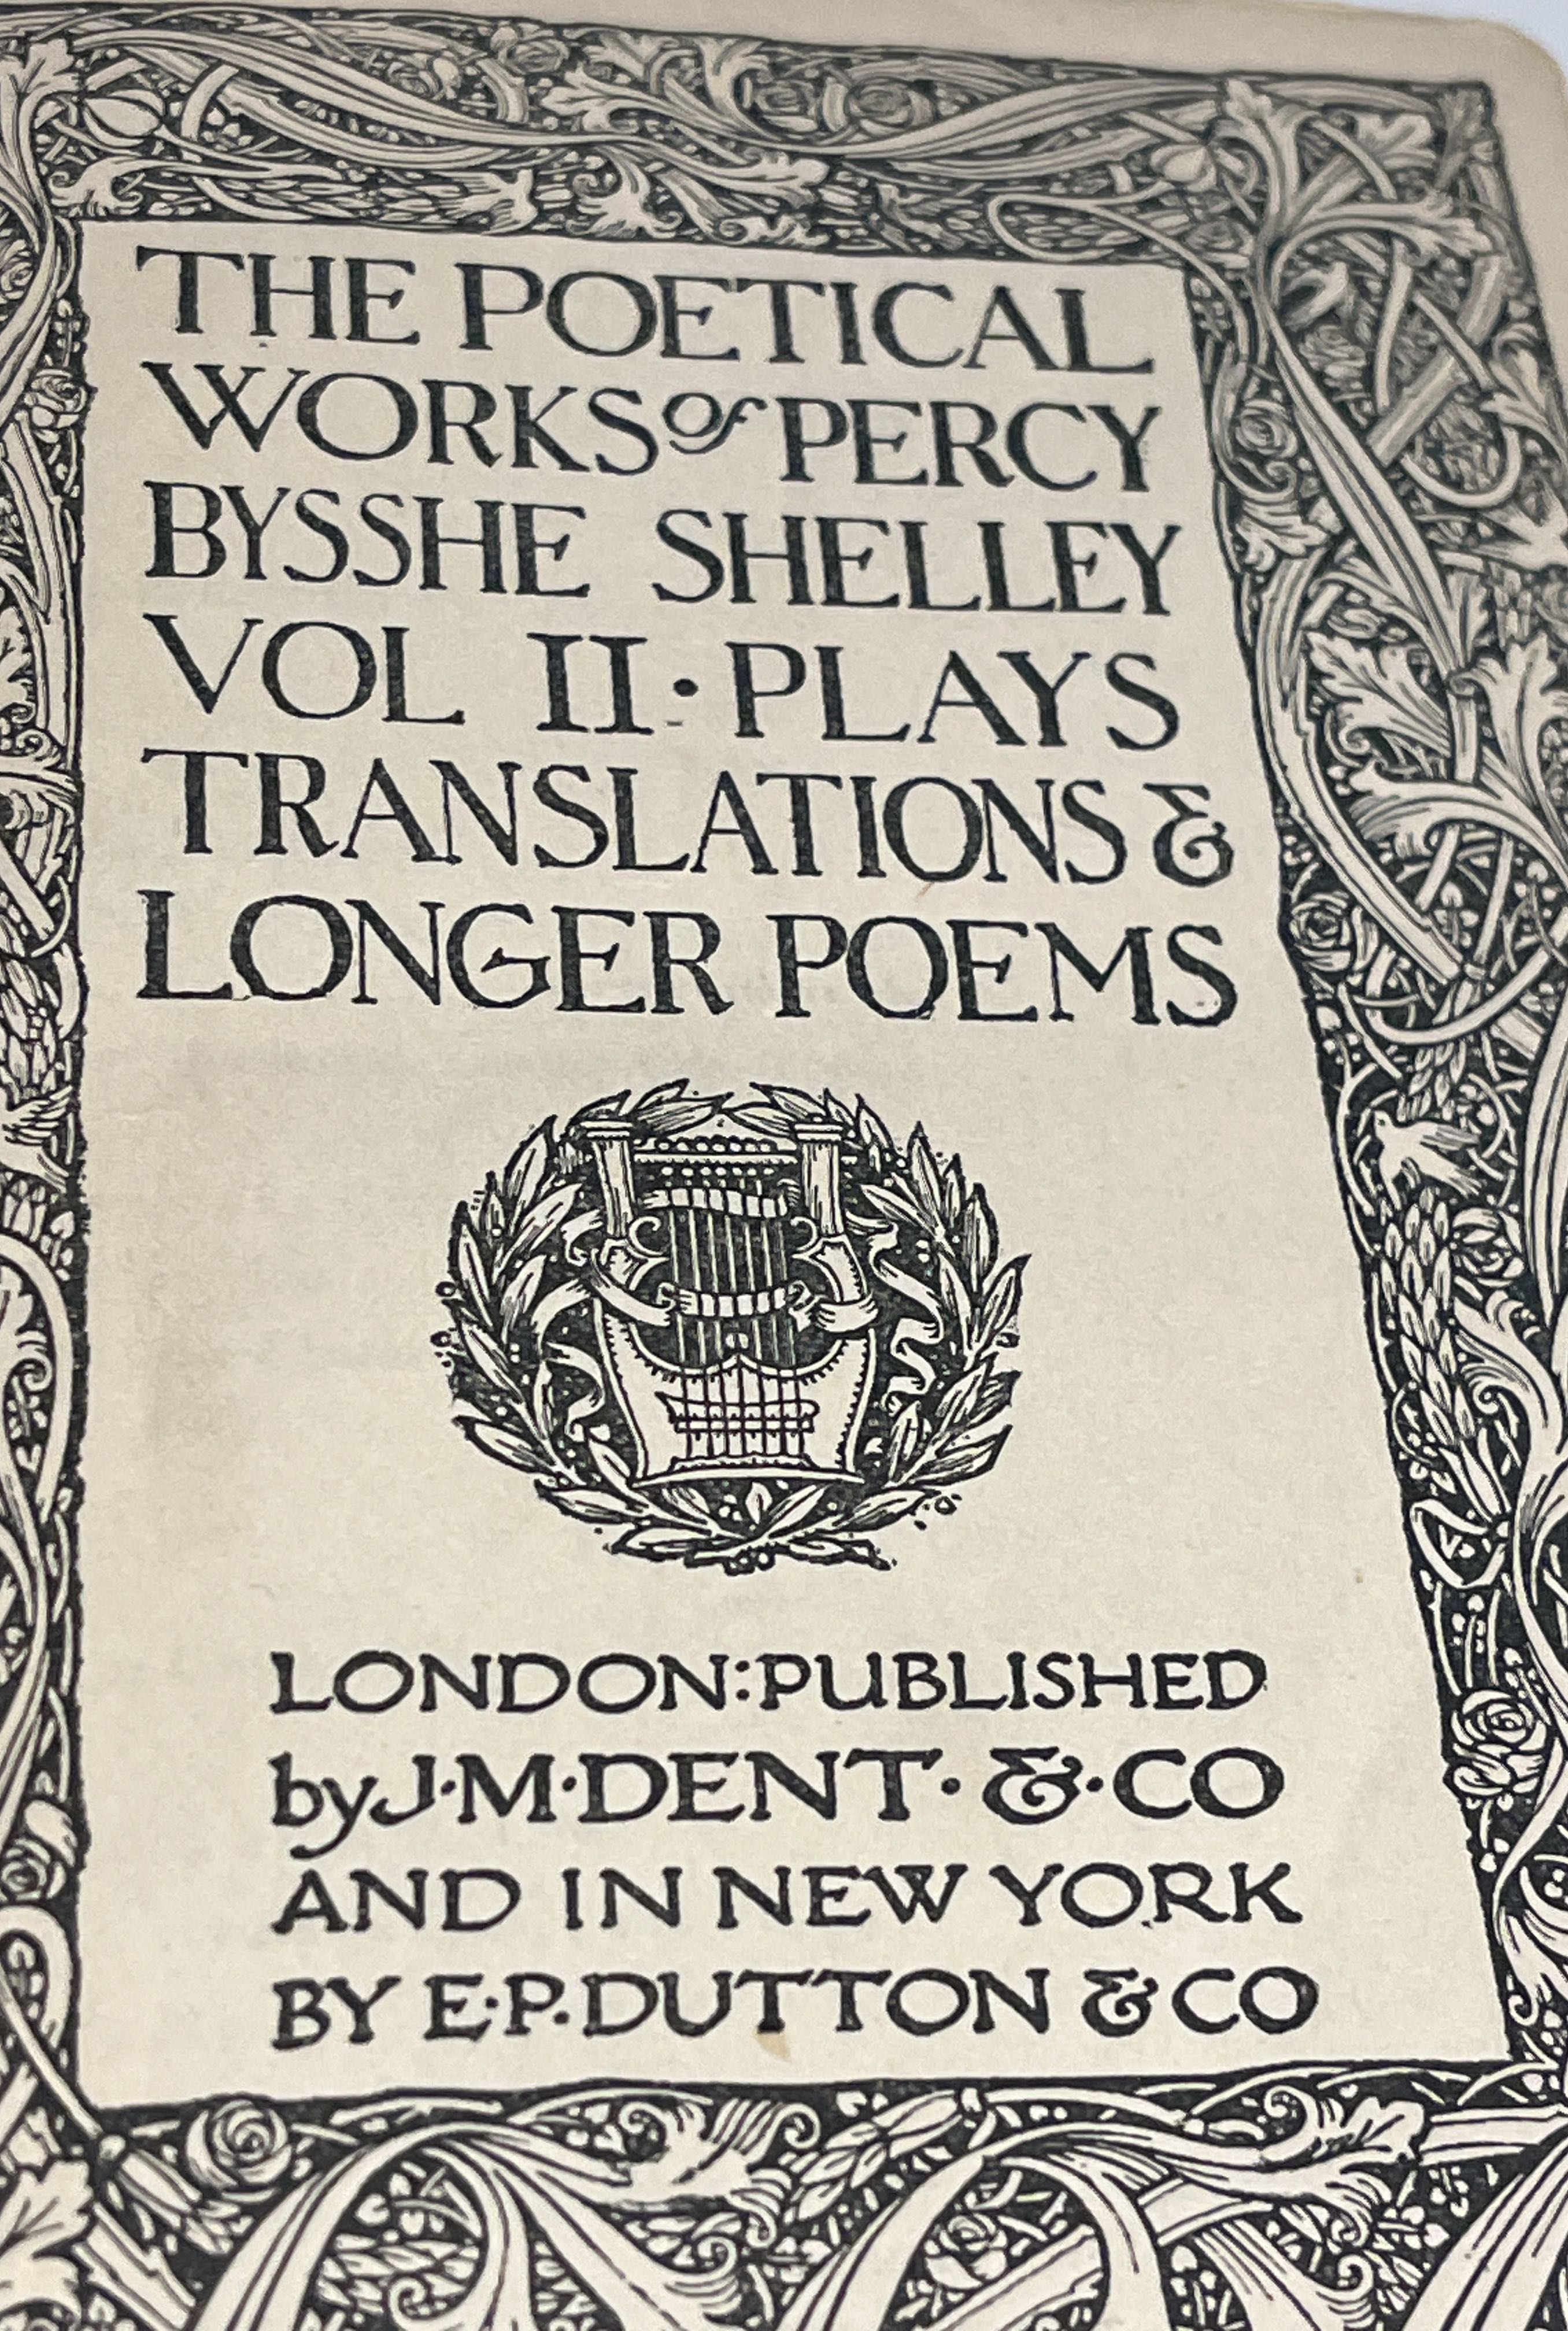 THE POETICAL
WORKS of PERCY
BYSSHE SHELLEY
VOL II · PLAYS
TRANSLATIONS &
LONGER POEMS
LONDON: PUBLISHED
by J·M·DENT· & ·CO
AND IN NEW YORK
BY E·P·DUTTON & CO